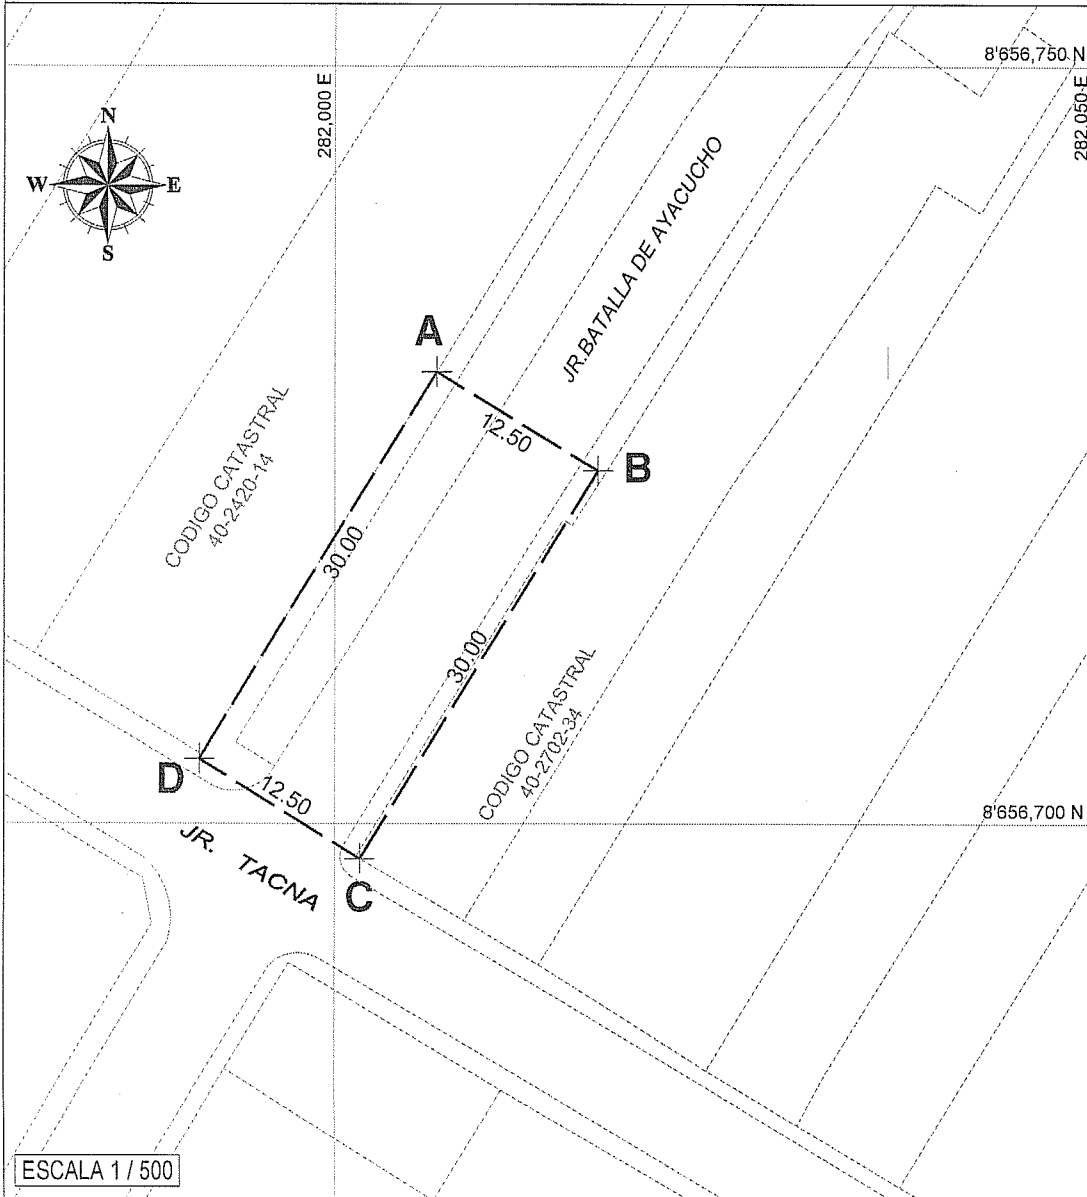 8'656,750 N
282,000 E
282,050 E
N
W
E
S
JR.BATALLA DE AYACUCHO
A
12.50
B
CODIGO CATASTRAL
40-2420-14
30.00
30.00
CODIGO CATASTRAL
40-2702-34
D
12.50
8'656,700 N
JR. TACNA
C
ESCALA 1 / 500